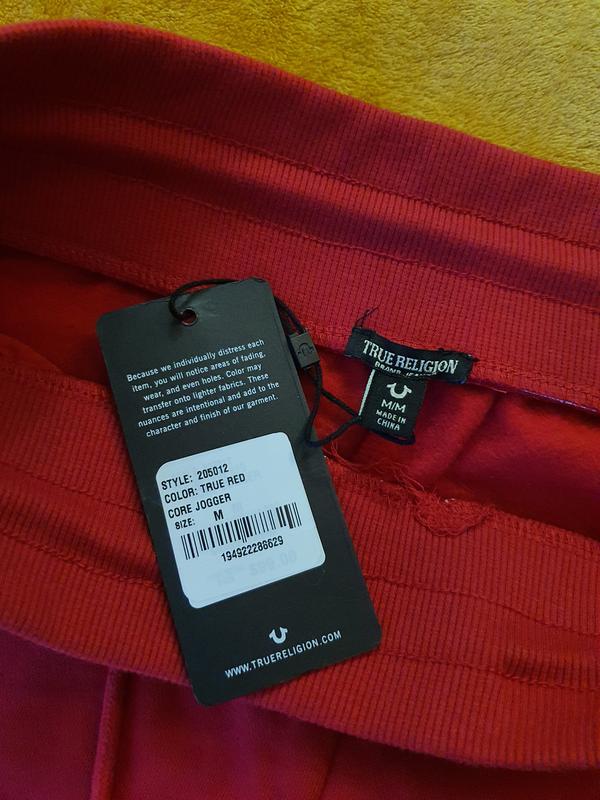 Because we individually distress each
item, you will notice areas of fading,
wear, and even holes. Color may
transfer onto lighter fabrics. These
nuances are intentional and add to the
character and finish of our garment.
STYLE: 205012
COLOR: TRUE RED
CORE JOGGER
SIZE: M
194922286629
WWW.TRUERELIGION.COM
TRUE RELIGION
BRAND JEANS
M/M
MADE IN
CHINA